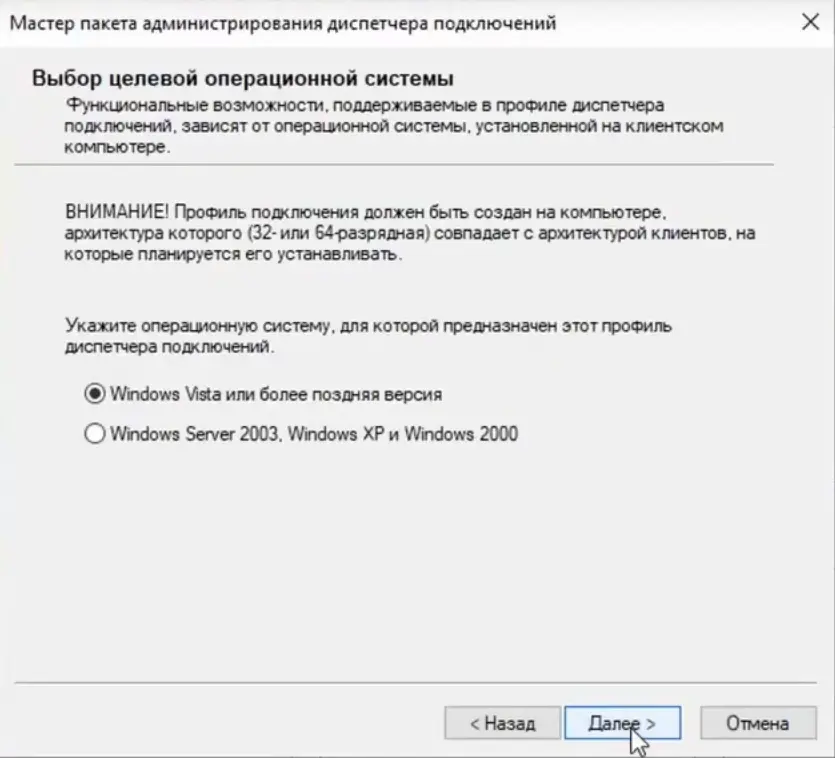 Мастер пакета администрирования диспетчера подключений
Выбор целевой операционной системы
Функциональные возможности, поддерживаемые в профиле диспетчера
подключений, зависят от операционной системы, установленной на клиентском
компьютере.
ВНИМАНИЕ! Профиль подключения должен быть создан на компьютере,
архитектура которого (32- или 64-разрядная) совпадает с архитектурой клиентов, на
которые планируется его устанавливать.
Укажите операционную систему, для которой предназначен этот профиль
диспетчера подключений.
Windows Vista или более поздняя версия
Windows Server 2003, Windows XP и Windows 2000
< Назад Далее > Отмена